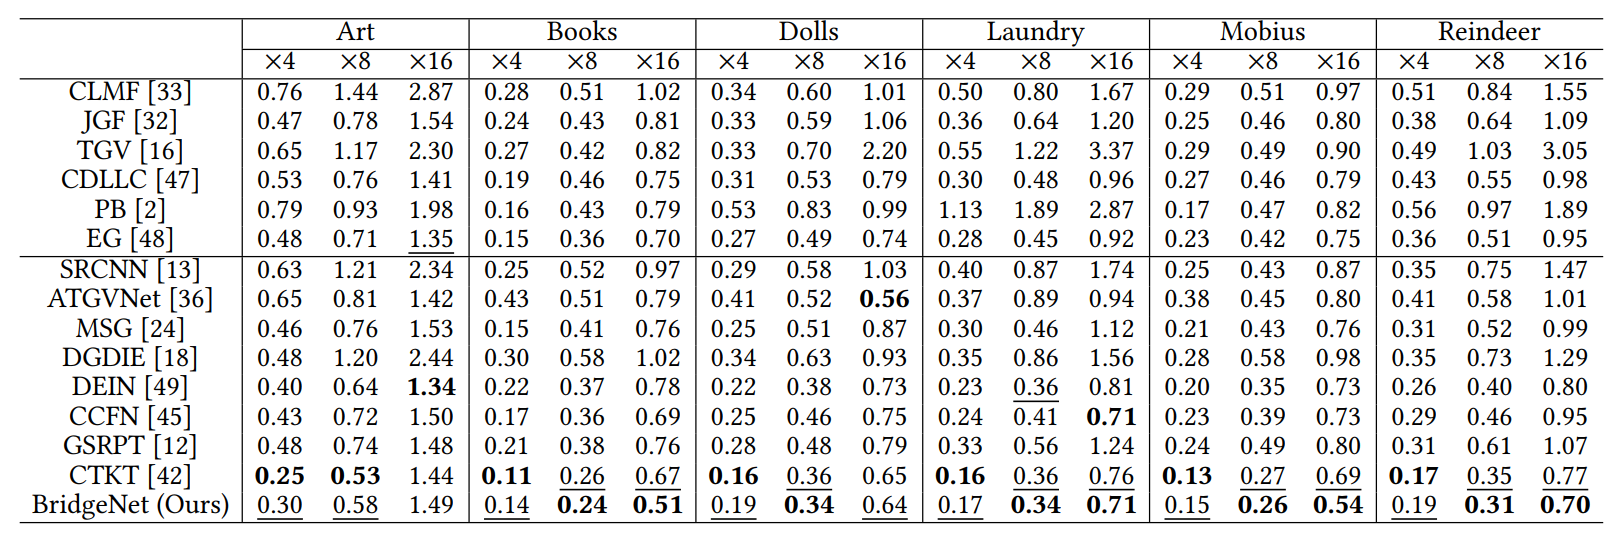 Art Books Dolls Laundry Mobius Reindeer
×4 ×8 ×16 ×4 ×8 ×16 ×4 ×8 ×16 ×4 ×8 ×16 ×4 ×8 ×16 ×4 ×8 ×16
CLMF [33] 0.76 1.44 2.87 0.28 0.51 1.02 0.34 0.60 1.01 0.50 0.80 1.67 0.29 0.51 0.97 0.51 0.84 1.55
JGF [32] 0.47 0.78 1.54 0.24 0.43 0.81 0.33 0.59 1.06 0.36 0.64 1.20 0.25 0.46 0.80 0.38 0.64 1.09
TGV [16] 0.65 1.17 2.30 0.27 0.42 0.82 0.33 0.70 2.20 0.55 1.22 3.37 0.29 0.49 0.90 0.49 1.03 3.05
CDLLC [47] 0.53 0.76 1.41 0.19 0.46 0.75 0.31 0.53 0.79 0.30 0.48 0.96 0.27 0.46 0.79 0.43 0.55 0.98
PB [2] 0.79 0.93 1.98 0.16 0.43 0.79 0.53 0.83 0.99 1.13 1.89 2.87 0.17 0.47 0.82 0.56 0.97 1.89
EG [48] 0.48 0.71 1.35 0.15 0.36 0.70 0.27 0.49 0.74 0.28 0.45 0.92 0.23 0.42 0.75 0.36 0.51 0.95
SRCNN [13] 0.63 1.21 2.34 0.25 0.52 0.97 0.29 0.58 1.03 0.40 0.87 1.74 0.25 0.43 0.87 0.35 0.75 1.47
ATGVNet [36] 0.65 0.81 1.42 0.43 0.51 0.79 0.41 0.52 0.56 0.37 0.89 0.94 0.38 0.45 0.80 0.41 0.58 1.01
MSG [24] 0.46 0.76 1.53 0.15 0.41 0.76 0.25 0.51 0.87 0.30 0.46 1.12 0.21 0.43 0.76 0.31 0.52 0.99
DGDIE [18] 0.48 1.20 2.44 0.30 0.58 1.02 0.34 0.63 0.93 0.35 0.86 1.56 0.28 0.58 0.98 0.35 0.73 1.29
DEIN [49] 0.40 0.64 1.34 0.22 0.37 0.78 0.22 0.38 0.73 0.23 0.36 0.81 0.20 0.35 0.73 0.26 0.40 0.80
CCFN [45] 0.43 0.72 1.50 0.17 0.36 0.69 0.25 0.46 0.75 0.24 0.41 0.71 0.23 0.39 0.73 0.29 0.46 0.95
GSRPT [12] 0.48 0.74 1.48 0.21 0.38 0.76 0.28 0.48 0.79 0.33 0.56 1.24 0.24 0.49 0.80 0.31 0.61 1.07
CTKT [42] 0.25 0.53 1.44 0.11 0.26 0.67 0.16 0.36 0.65 0.16 0.36 0.76 0.13 0.27 0.69 0.17 0.35 0.77
BridgeNet (Ours) 0.30 0.58 1.49 0.14 0.24 0.51 0.19 0.34 0.64 0.17 0.34 0.71 0.15 0.26 0.54 0.19 0.31 0.70